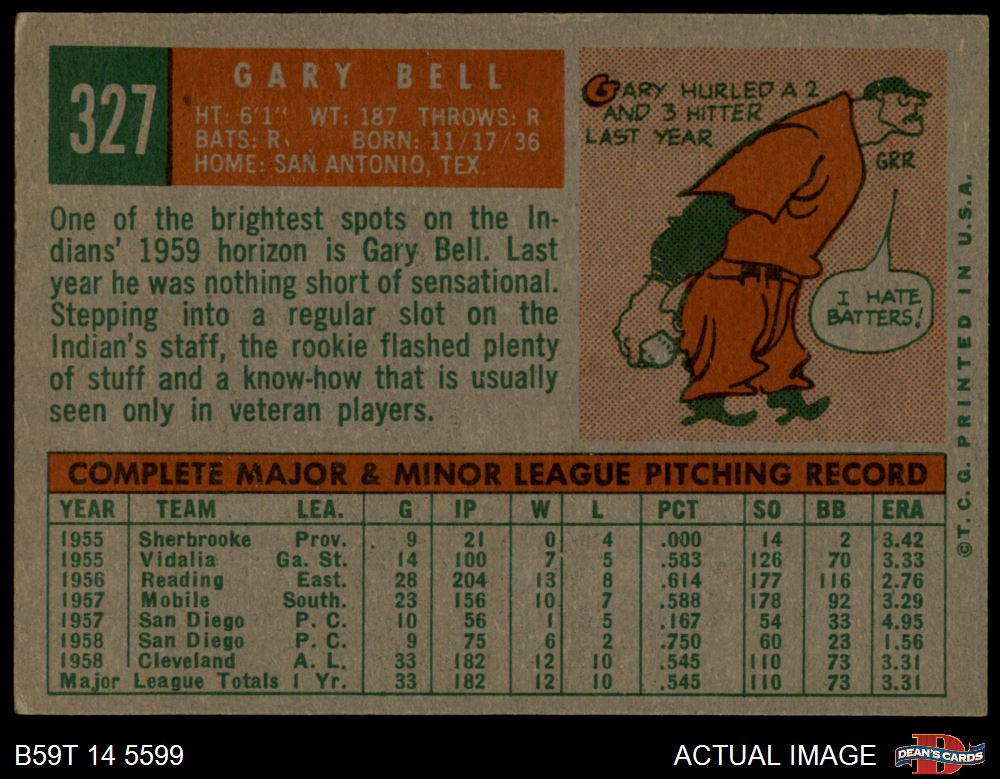 327
GARY BELL
HT: 6'1" WT: 187 THROWS: R
BATS: R BORN: 11/17/36
HOME: SAN ANTONIO, TEX.
One of the brightest spots on the In-
dians' 1959 horizon is Gary Bell. Last
year he was nothing short of sensational.
Stepping into a regular slot on the
Indian's staff, the rookie flashed plenty
of stuff and a know-how that is usually
seen only in veteran players.
GARY HURLED A 2
AND 3 HITTER
LAST YEAR
GRR
I HATE
BATTERS!
©T. C. G. PRINTED IN U.S.A.
COMPLETE MAJOR & MINOR LEAGUE PITCHING RECORD
YEAR TEAM LEA. G IP W L PCT SO BB ERA
1955 Sherbrooke Prov. 9 21 0 4 .000 14 2 3.42
1955 Vidalia Ga. St. 14 100 7 5 .583 126 70 3.33
1956 Reading East. 28 204 13 8 .614 177 116 2.76
1957 Mobile South. 23 156 10 7 .588 178 92 3.29
1957 San Diego P. C. 10 56 1 5 .167 54 33 4.95
1958 San Diego P. C. 9 75 6 2 .750 60 23 1.56
1958 Cleveland A. L. 33 182 12 10 .545 110 73 3.31
Major League Totals 1 Yr. 33 182 12 10 .545 110 73 3.31
B59T 14 5599
ACTUAL IMAGE
D
DEAN'S CARDS